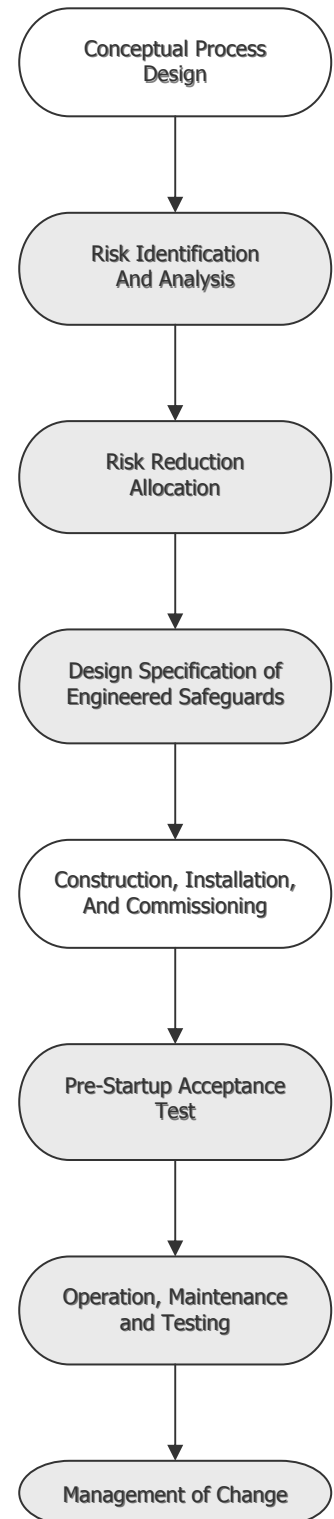 Conceptual Process
Design
Risk Identification
And Analysis
Risk Reduction
Allocation
Design Specification of
Engineered Safeguards
Construction, Installation,
And Commissioning
Pre-Startup Acceptance
Test
Operation, Maintenance
and Testing
Management of Change